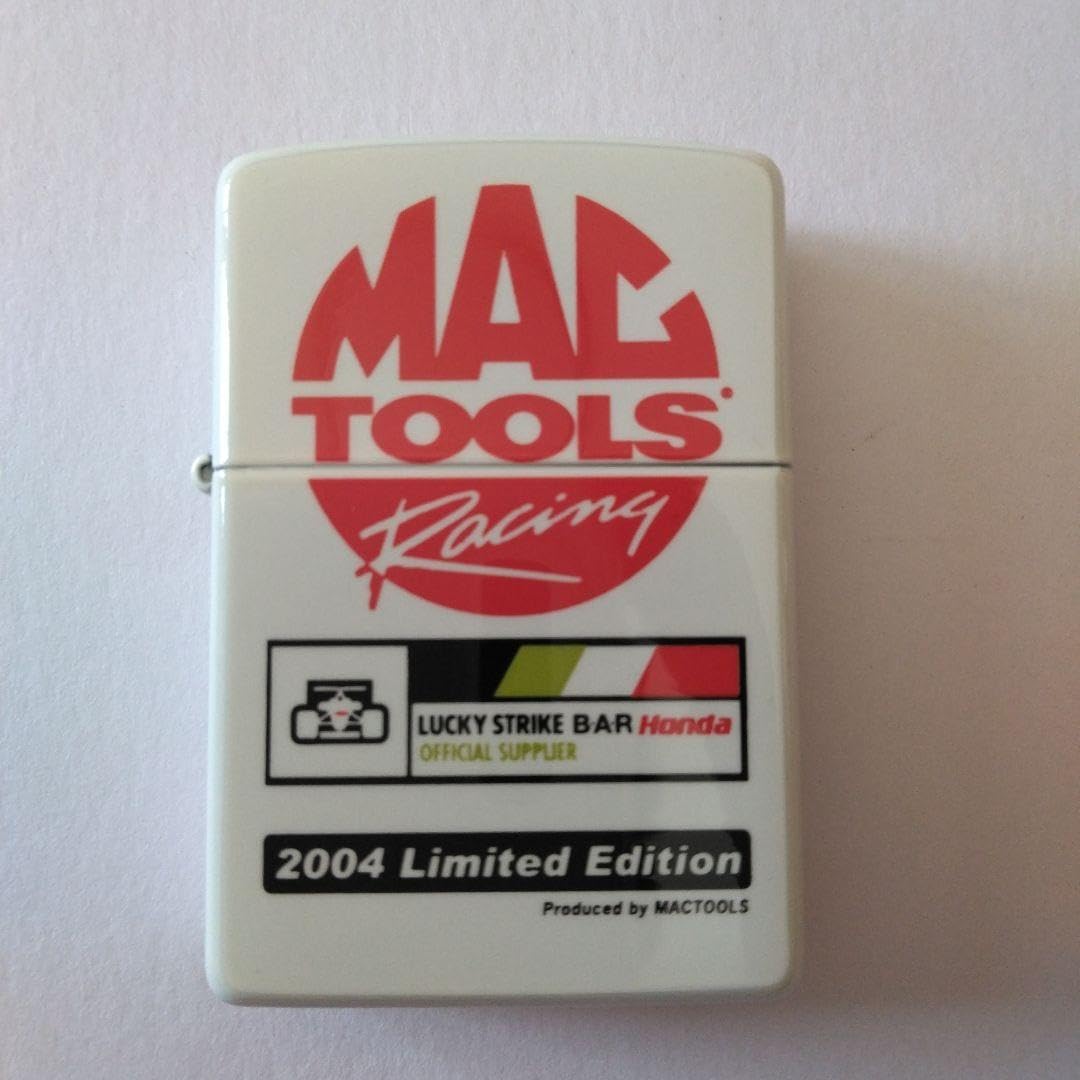 MAC
TOOLS
Racing
LUCKY STRIKE B·A·R Honda
OFFICIAL SUPPLIER
2004 Limited Edition
Produced by MACTOOLS